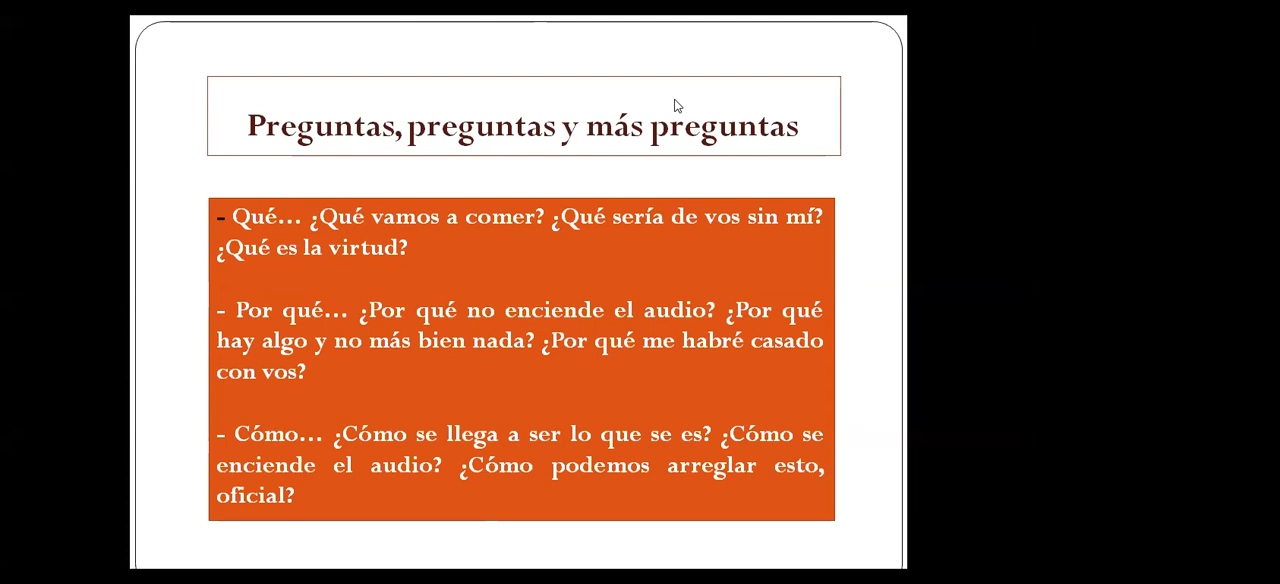 Preguntas, preguntas y más preguntas
- Qué... ¿Qué vamos a comer? ¿Qué sería de vos sin mí?
¿Qué es la virtud?
- Por qué... ¿Por qué no enciende el audio? ¿Por qué
hay algo y no más bien nada? ¿Por qué me habré casado
con vos?
- Cómo... ¿Cómo se llega a ser lo que se es? ¿Cómo se
enciende el audio? ¿Cómo podemos arreglar esto,
oficial?